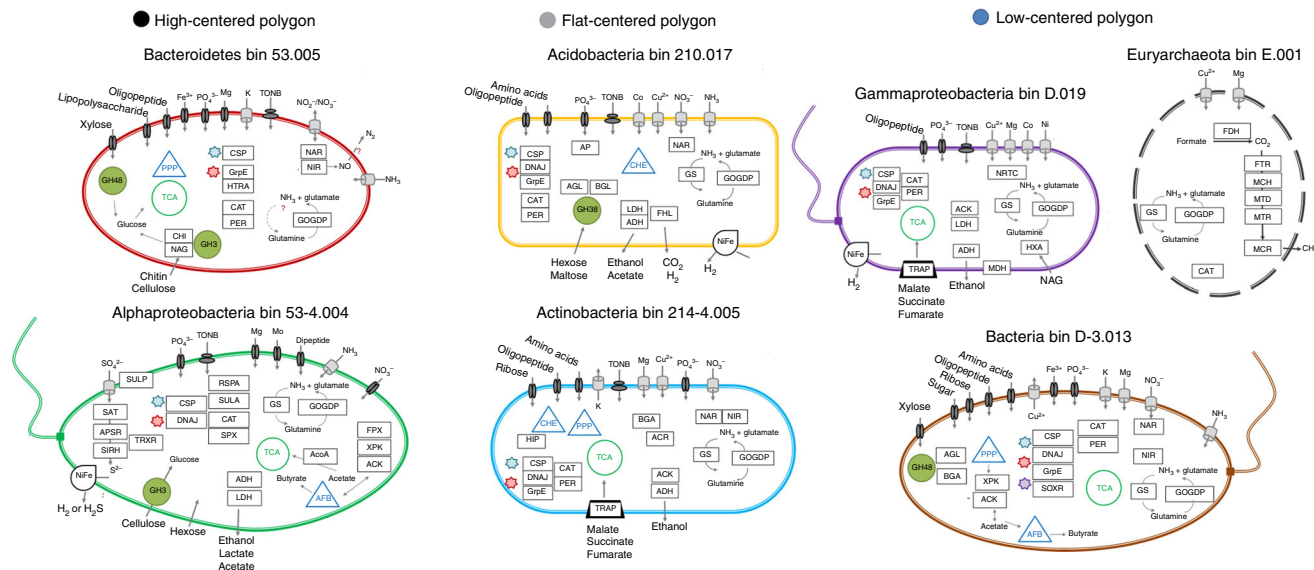 High-centered polygon
Flat-centered polygon
Low-centered polygon
Bacteroidetes bin 53.005
Xylose
Lipopolysaccharide
Oligopeptide
Fe³⁺
PO₄³⁻
Mg
K
TONB
NO₂⁻/NO₃⁻
N₂
?
NH₃
GH48
PPP
TCA
CSP
GrpE
HTRA
CAT
PER
NAR
NIR
NO
NH₃ + glutamate
?
GOGDP
Glutamine
Glucose
CHI
NAG
GH3
Chitin
Cellulose
Acidobacteria bin 210.017
Oligopeptide
Amino acids
PO₄³⁻
TONB
Co
Cu²⁺
NO₃⁻
NH₃
CSP
DNAJ
GrpE
CAT
PER
AP
CHE
NAR
NH₃ + glutamate
GS
GOGDP
Glutamine
AGL
BGL
GH38
LDH
ADH
FHL
NiFe
H₂
Hexose
Maltose
Ethanol
Acetate
CO₂
H₂
Gammaproteobacteria bin D.019
Oligopeptide
PO₄³⁻
TONB
Cu²⁺
Mg
Co
Ni
CSP
DNAJ
GrpE
CAT
PER
NRTC
NH₃ + glutamate
GS
GOGDP
Glutamine
TCA
ACK
LDH
ADH
HXA
MDH
NiFe
H₂
TRAP
Malate
Succinate
Fumarate
Ethanol
NAG
Euryarchaeota bin E.001
Cu²⁺
Mg
FDH
Formate
CO₂
FTR
MCH
MTD
MTR
MCR
CH
NH₃ + glutamate
GS
GOGDP
Glutamine
CAT
Alphaproteobacteria bin 53-4.004
SO₄²⁻
PO₄³⁻
TONB
Mg
Mo
Dipeptide
NH₃
NO₃⁻
SULP
SAT
APSR
SIRH
TRXR
S²⁻
NiFe
H₂ or H₂S
CSP
DNAJ
RSPA
SULA
CAT
SPX
NH₃ + glutamate
GS
GOGDP
Glutamine
FPX
XPK
ACK
TCA
AcoA
Butyrate
Acetate
AFB
Glucose
GH3
Cellulose
Hexose
ADH
LDH
Ethanol
Lactate
Acetate
Actinobacteria bin 214-4.005
Ribose
Oligopeptide
Amino acids
K
TONB
Mg
Cu²⁺
PO₄³⁻
NO₃⁻
CHE
PPP
HIP
BGA
ACR
NAR
NIR
CSP
DNAJ
GrpE
CAT
PER
TCA
NH₃ + glutamate
GS
GOGDP
Glutamine
ACK
ADH
TRAP
Malate
Succinate
Fumarate
Ethanol
Bacteria bin D-3.013
Xylose
Sugar
Ribose
Oligopeptide
Amino acids
Cu²⁺
Fe³⁺
PO₄³⁻
K
Mg
NO₃⁻
NH₃
GH48
AGL
BGA
PPP
XPK
ACK
Acetate
AFB
Butyrate
CSP
DNAJ
GrpE
SOXR
CAT
PER
TCA
NAR
NIR
NH₃ + glutamate
GS
GOGDP
Glutamine